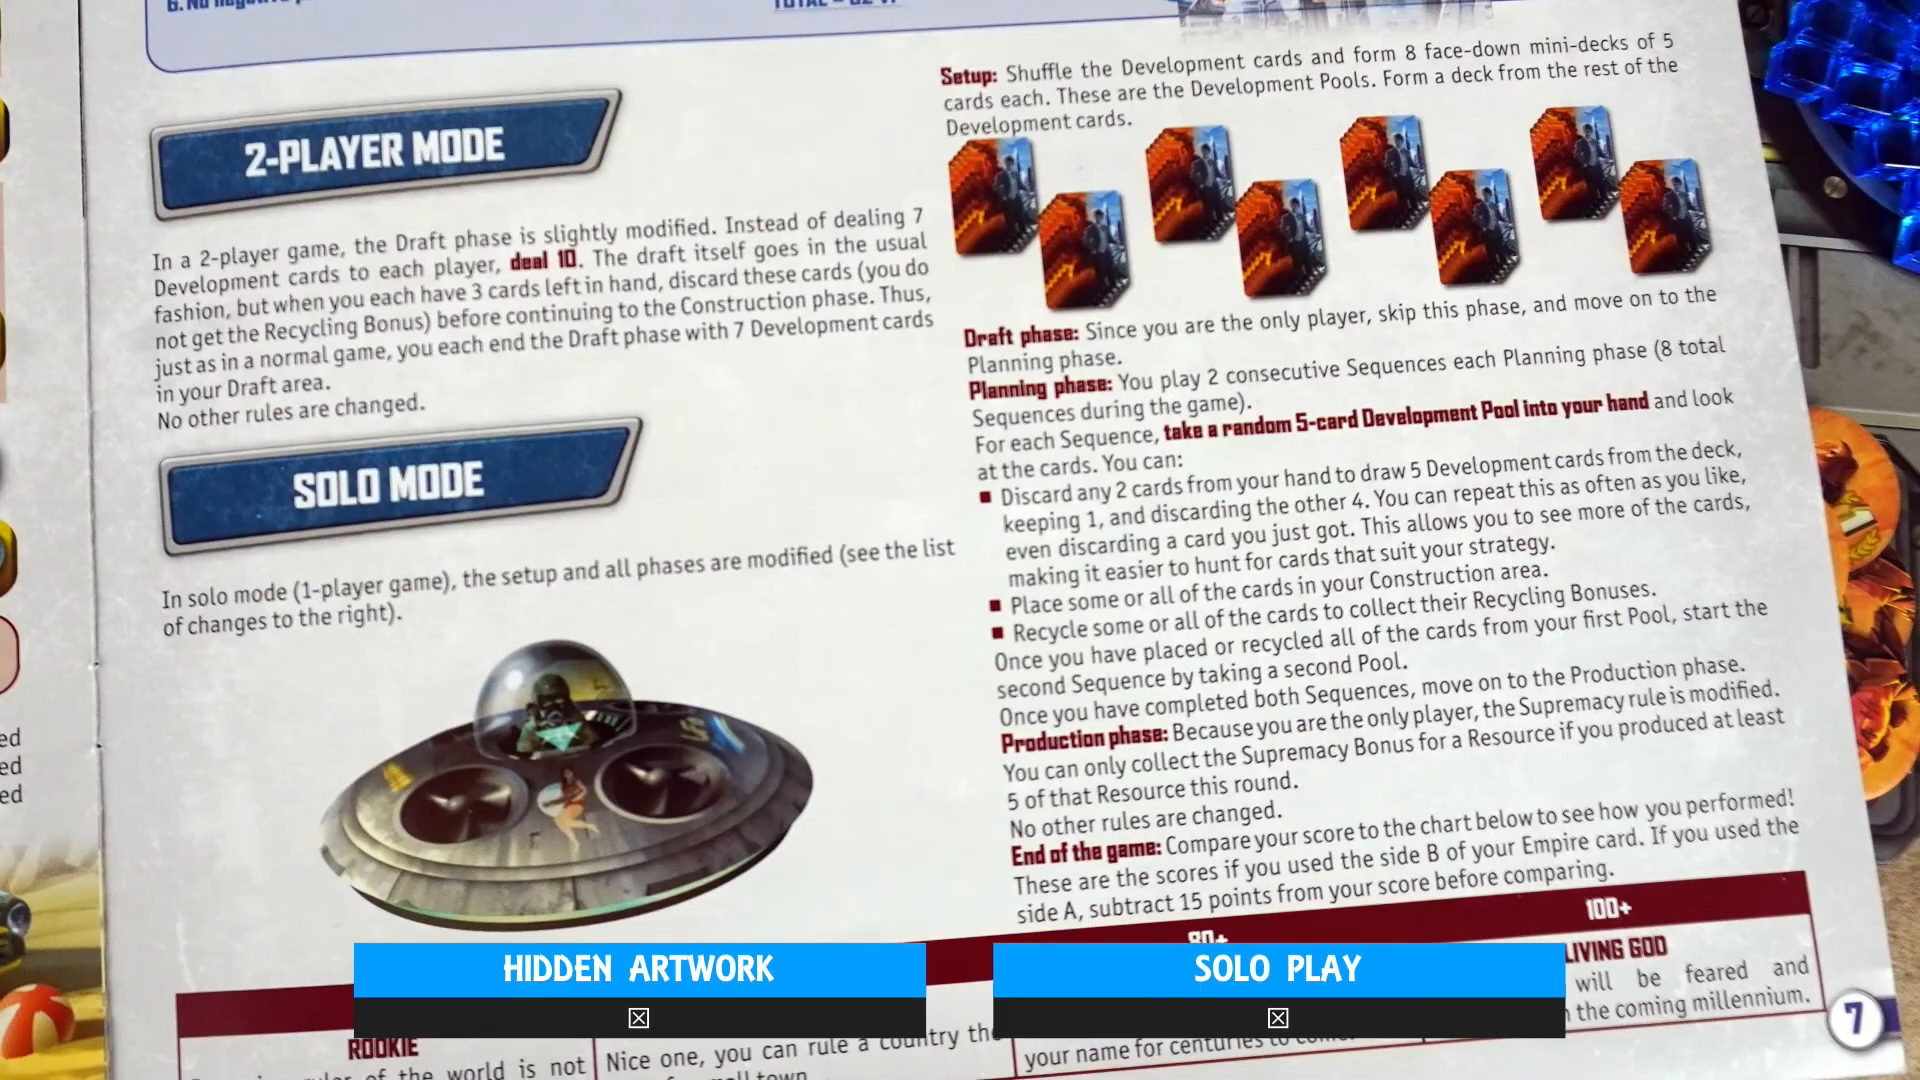 6. No nega
TOTAL = 82 VP
2-PLAYER MODE
In a 2-player game, the Draft phase is slightly modified. Instead of dealing 7
Development cards to each player, deal 10. The draft itself goes in the usual
fashion, but when you each have 3 cards left in hand, discard these cards (you do
not get the Recycling Bonus) before continuing to the Construction phase. Thus,
just as in a normal game, you each end the Draft phase with 7 Development cards
in your Draft area.
No other rules are changed.
SOLO MODE
In solo mode (1-player game), the setup and all phases are modified (see the list
of changes to the right).
Setup: Shuffle the Development cards and form 8 face-down mini-decks of 5
cards each. These are the Development Pools. Form a deck from the rest of the
Development cards.
Draft phase: Since you are the only player, skip this phase, and move on to the
Planning phase.
Planning phase: You play 2 consecutive Sequences each Planning phase (8 total
Sequences during the game).
For each Sequence, take a random 5-card Development Pool into your hand and look
at the cards. You can:
■ Discard any 2 cards from your hand to draw 5 Development cards from the deck,
keeping 1, and discarding the other 4. You can repeat this as often as you like,
even discarding a card you just got. This allows you to see more of the cards,
making it easier to hunt for cards that suit your strategy.
■ Place some or all of the cards in your Construction area.
■ Recycle some or all of the cards to collect their Recycling Bonuses.
Once you have placed or recycled all of the cards from your first Pool, start the
second Sequence by taking a second Pool.
Once you have completed both Sequences, move on to the Production phase.
Production phase: Because you are the only player, the Supremacy rule is modified.
You can only collect the Supremacy Bonus for a Resource if you produced at least
5 of that Resource this round.
No other rules are changed.
End of the game: Compare your score to the chart below to see how you performed!
These are the scores if you used the side B of your Empire card. If you used the
side A, subtract 15 points from your score before comparing.
80+
100+
LIVING GOD
will be feared and
the coming millennium.
ROOKIE
of the world is not
Nice one, you can rule a country the
town
your name for centuries to
7
ed
ed
ed
HIDDEN ARTWORK
SOLO PLAY